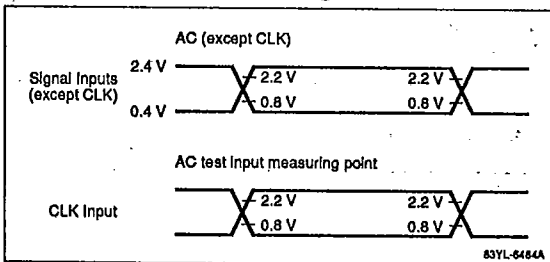 AC (except CLK)
2.4 V
2.2 V
2.2 V
Signal Inputs
(except CLK)
0.8 V
0.8 V
0.4 V
AC test input measuring point
2.2 V
2.2 V
CLK Input
0.8 V
0.8 V
83YL-6484A